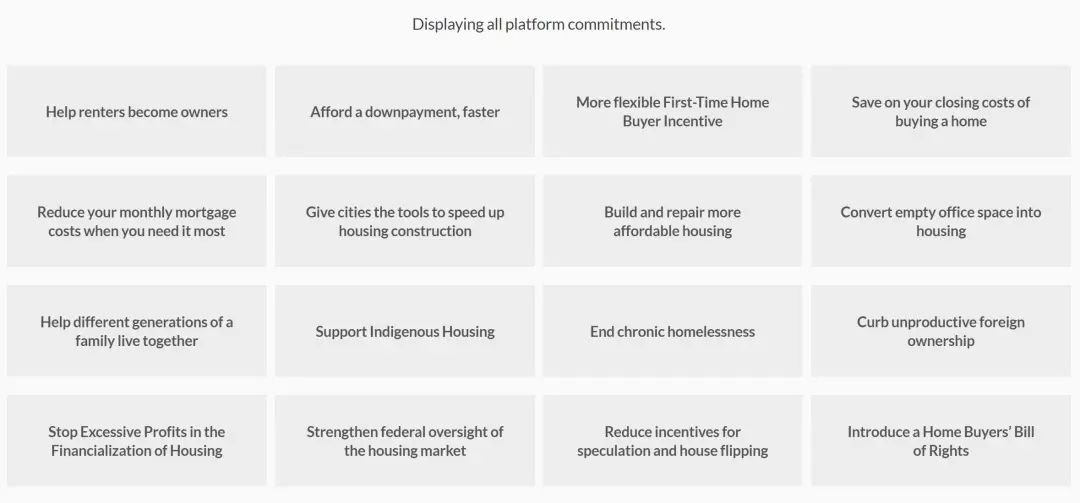 Displaying all platform commitments.
Help renters become owners
Afford a downpayment, faster
More flexible First-Time Home
Buyer Incentive
Save on your closing costs of
buying a home
Reduce your monthly mortgage
costs when you need it most
Give cities the tools to speed up
housing construction
Build and repair more
affordable housing
Convert empty office space into
housing
Help different generations of a
family live together
Support Indigenous Housing
End chronic homelessness
Curb unproductive foreign
ownership
Stop Excessive Profits in the
Financialization of Housing
Strengthen federal oversight of
the housing market
Reduce incentives for
speculation and house flipping
Introduce a Home Buyers’ Bill
of Rights